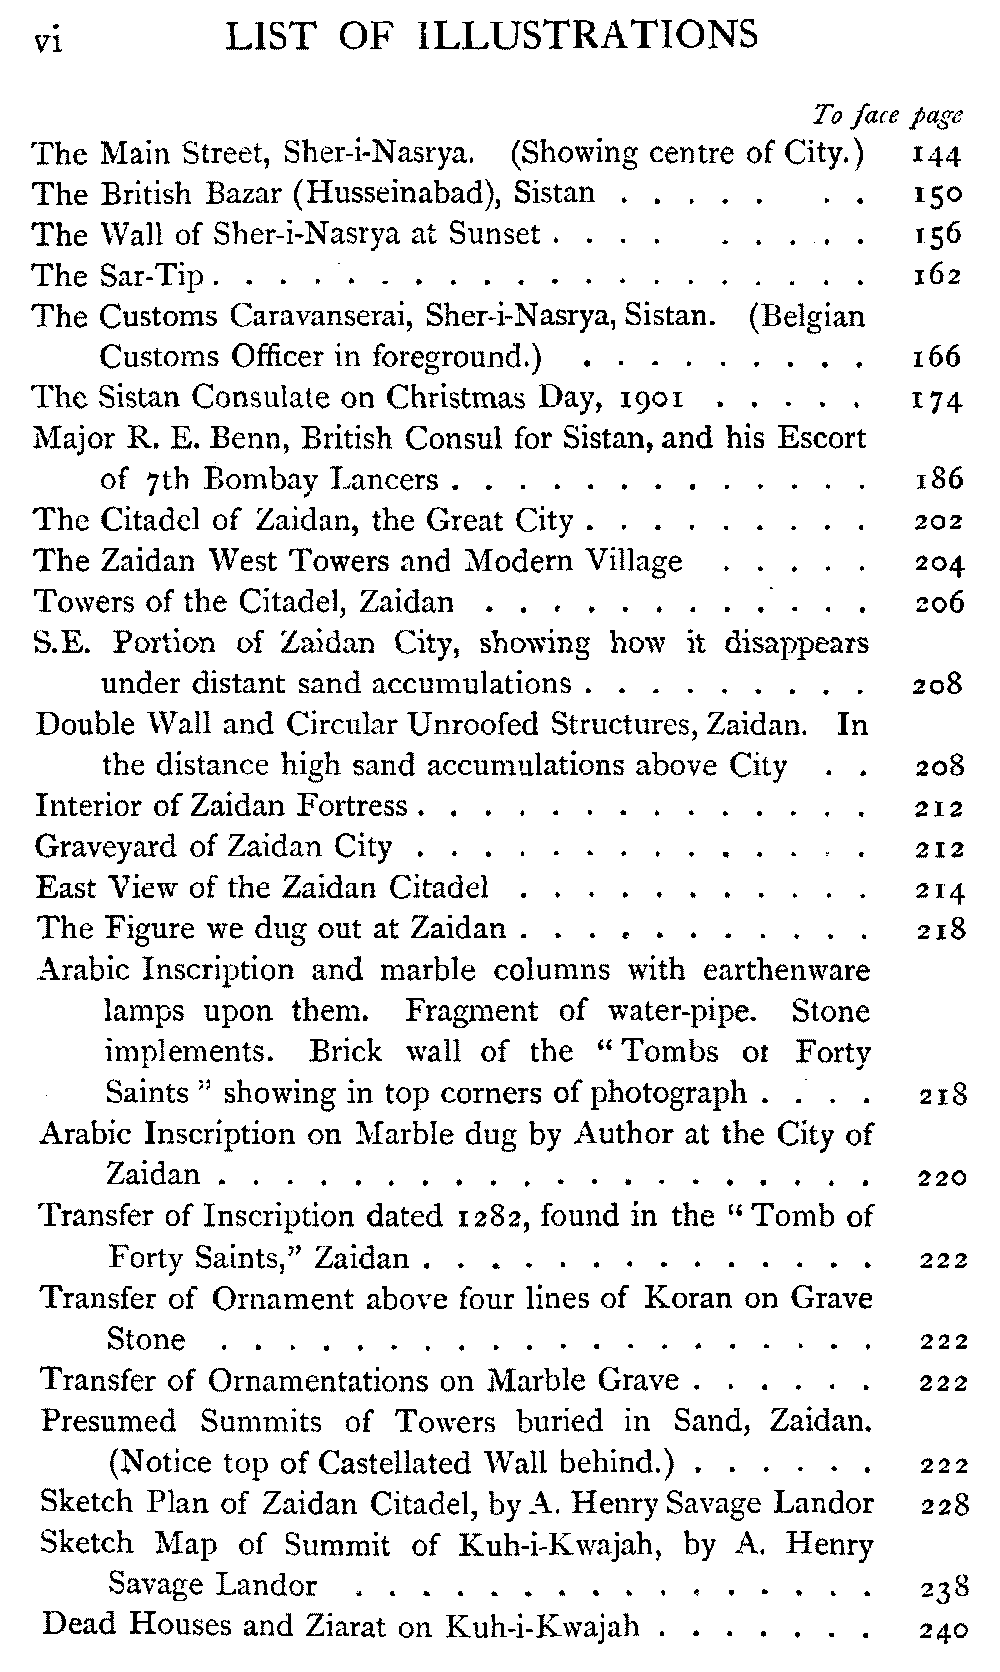 vi LIST OF ILLUSTRATIONS
To face page
The Main Street, Sher-i-Nasrya. (Showing centre of City.) 144
The British Bazar (Husseinabad), Sistan . . . . . . . 150
The Wall of Sher-i-Nasrya at Sunset . . . . . . . . . 156
The Sar-Tip . . . . . . . . . . . . . . . . . . . . 162
The Customs Caravanserai, Sher-i-Nasrya, Sistan. (Belgian
Customs Officer in foreground.) . . . . . . . . . 166
The Sistan Consulate on Christmas Day, 1901 . . . . . 174
Major R. E. Benn, British Consul for Sistan, and his Escort
of 7th Bombay Lancers . . . . . . . . . . . . . 186
The Citadel of Zaidan, the Great City . . . . . . . . . 202
The Zaidan West Towers and Modern Village . . . . . 204
Towers of the Citadel, Zaidan . . . . . . . . . . . . 206
S.E. Portion of Zaidan City, showing how it disappears
under distant sand accumulations . . . . . . . . . 208
Double Wall and Circular Unroofed Structures, Zaidan. In
the distance high sand accumulations above City . . 208
Interior of Zaidan Fortress . . . . . . . . . . . . . . 212
Graveyard of Zaidan City . . . . . . . . . . . . . . 212
East View of the Zaidan Citadel . . . . . . . . . . . 214
The Figure we dug out at Zaidan . . . . . . . . . . . 218
Arabic Inscription and marble columns with earthenware
lamps upon them. Fragment of water-pipe. Stone
implements. Brick wall of the "Tombs of Forty
Saints" showing in top corners of photograph . . . . 218
Arabic Inscription on Marble dug by Author at the City of
Zaidan . . . . . . . . . . . . . . . . . . . . 220
Transfer of Inscription dated 1282, found in the "Tomb of
Forty Saints," Zaidan . . . . . . . . . . . . . . 222
Transfer of Ornament above four lines of Koran on Grave
Stone . . . . . . . . . . . . . . . . . . . . 222
Transfer of Ornamentations on Marble Grave . . . . . . 222
Presumed Summits of Towers buried in Sand, Zaidan.
(Notice top of Castellated Wall behind.) . . . . . . 222
Sketch Plan of Zaidan Citadel, by A. Henry Savage Landor 228
Sketch Map of Summit of Kuh-i-Kwajah, by A. Henry
Savage Landor . . . . . . . . . . . . . . . . 238
Dead Houses and Ziarat on Kuh-i-Kwajah . . . . . . . 240